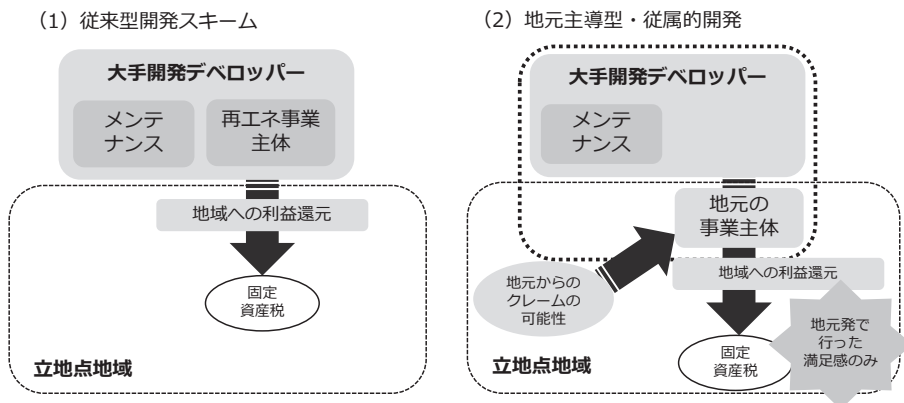 (1) 従来型開発スキーム
大手開発デベロッパー
メンテ
ナンス
再エネ事業
主体
地域への利益還元
固定
資産税
立地点地域
(2) 地元主導型・従属的開発
大手開発デベロッパー
メンテ
ナンス
地元の
事業主体
地元からの
クレームの
可能性
地域への利益還元
固定
資産税
地元発で
行った
満足感のみ
立地点地域